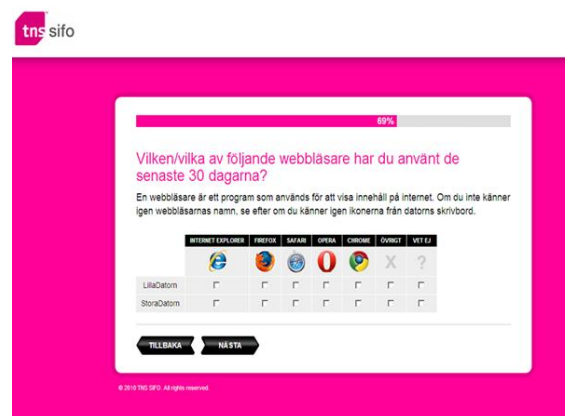 tns sifo
69%
Vilken/vilka av följande webbläsare har du använt de
senaste 30 dagarna?
En webbläsare är ett program som används för att visa innehåll på internet. Om du inte känner
igen webbläsarnas namn, se efter om du känner igen ikonerna från datorns skrivbord.
INTERNET EXPLORER FIREFOX SAFARI OPERA CHROME ÖVRIGT VET EJ
X ?
LillaDatorn
StoraDatorn
TILLBAKA NÄSTA
© 2010 TNS SIFO. All rights reserved.